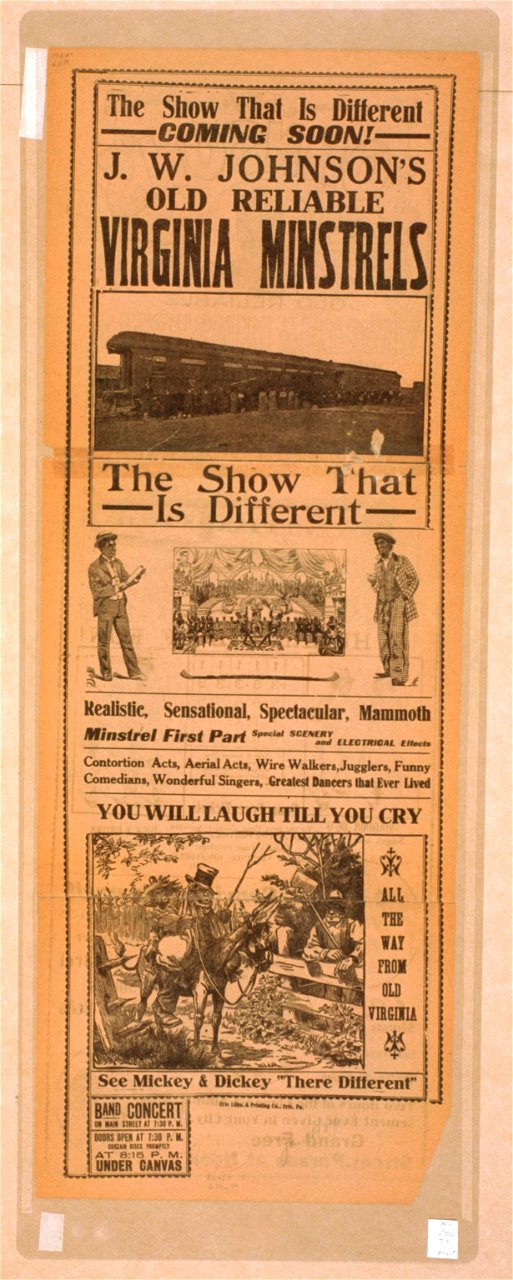 The Show That Is Different
COMING SOON!
J. W. JOHNSON'S
OLD RELIABLE
VIRGINIA MINSTRELS
The Show That
Is Different
Realistic, Sensational, Spectacular, Mammoth
Minstrel First Part Special SCENERY and ELECTRICAL Effects
Contortion Acts, Aerial Acts, Wire Walkers, Jugglers, Funny
Comedians, Wonderful Singers, Greatest Dancers that Ever Lived
YOU WILL LAUGH TILL YOU CRY
ALL
THE
WAY
FROM
OLD
VIRGINIA
See Mickey & Dickey "There Different"
Erie Litho. & Printing Co., Erie, Pa.
BAND CONCERT
ON MAIN STREET AT 7:30 P. M.
DOORS OPEN AT 7:30 P. M.
CURTAIN RISES PROMPTLY
AT 8:15 P. M.
UNDER CANVAS